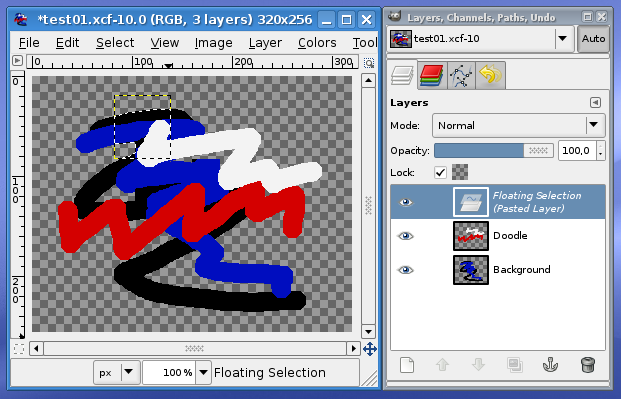 *test01.xcf-10.0 (RGB, 3 layers) 320x256
File Edit Select View Image Layer Colors Tool
0 100 200 300
0
100
200
px 100 % Floating Selection
Layers, Channels, Paths, Undo
test01.xcf-10 Auto
Layers
Mode: Normal
Opacity: 100,0
Lock:
Floating Selection
(Pasted Layer)
Doodle
Background